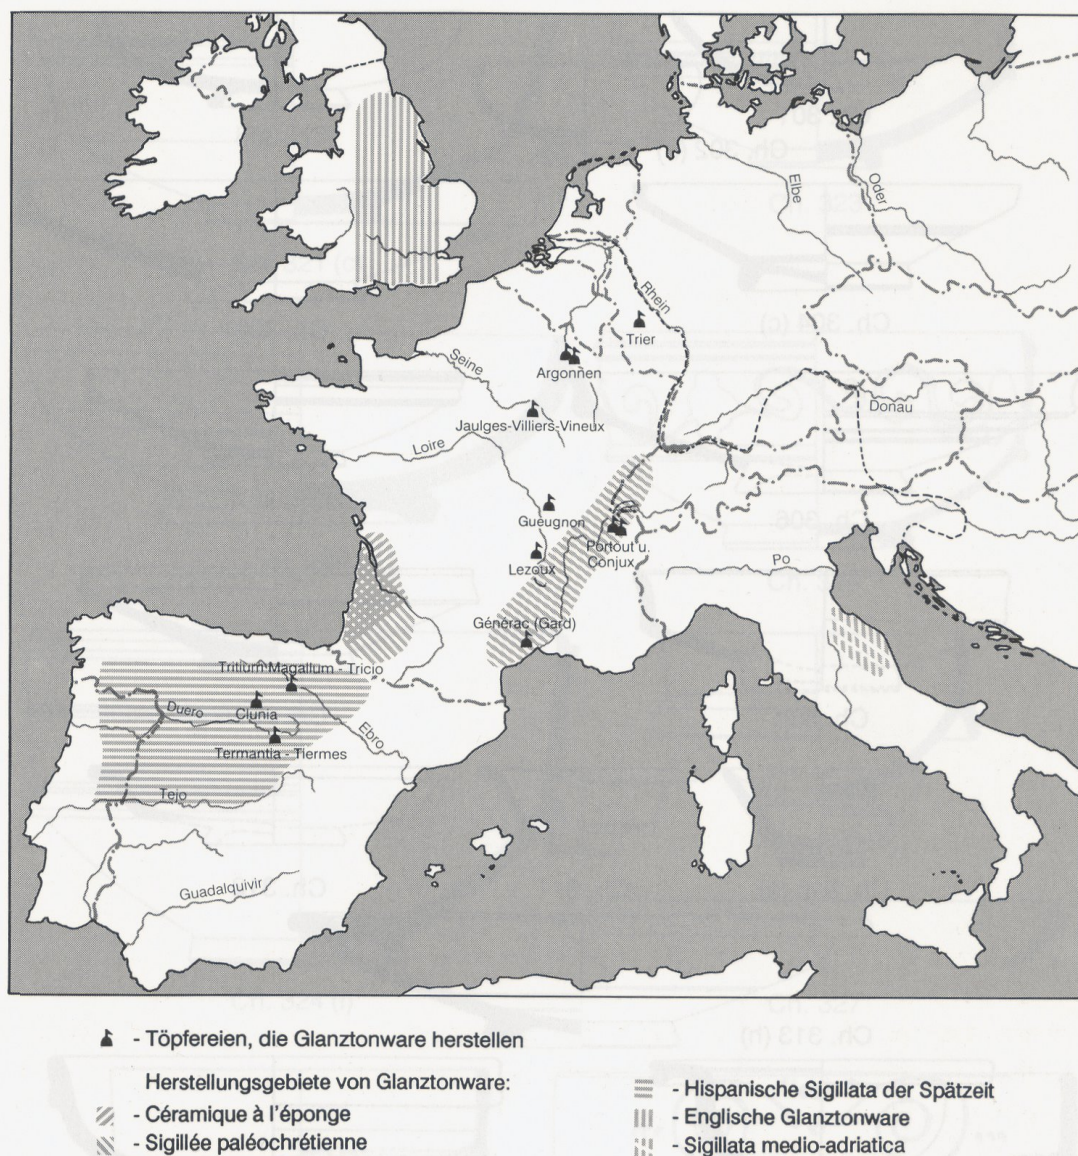 Elbe
Oder
Rhein
Trier
Seine
Argonnen
Donau
Jaulges-Villiers-Vineux
Loire
Gueugnon
Portout u.
Conjux
Lezoux
Po
Générac (Gard)
Tritium Magallum - Tricio
Duero
Clunia
Ebro
Termantia - Tiermes
Tejo
Guadalquivir
- Töpfereien, die Glanztonware herstellen
Herstellungsgebiete von Glanztonware:
- Céramique à l'éponge
- Sigillée paléochrétienne
- Hispanische Sigillata der Spätzeit
- Englische Glanztonware
- Sigillata medio-adriatica